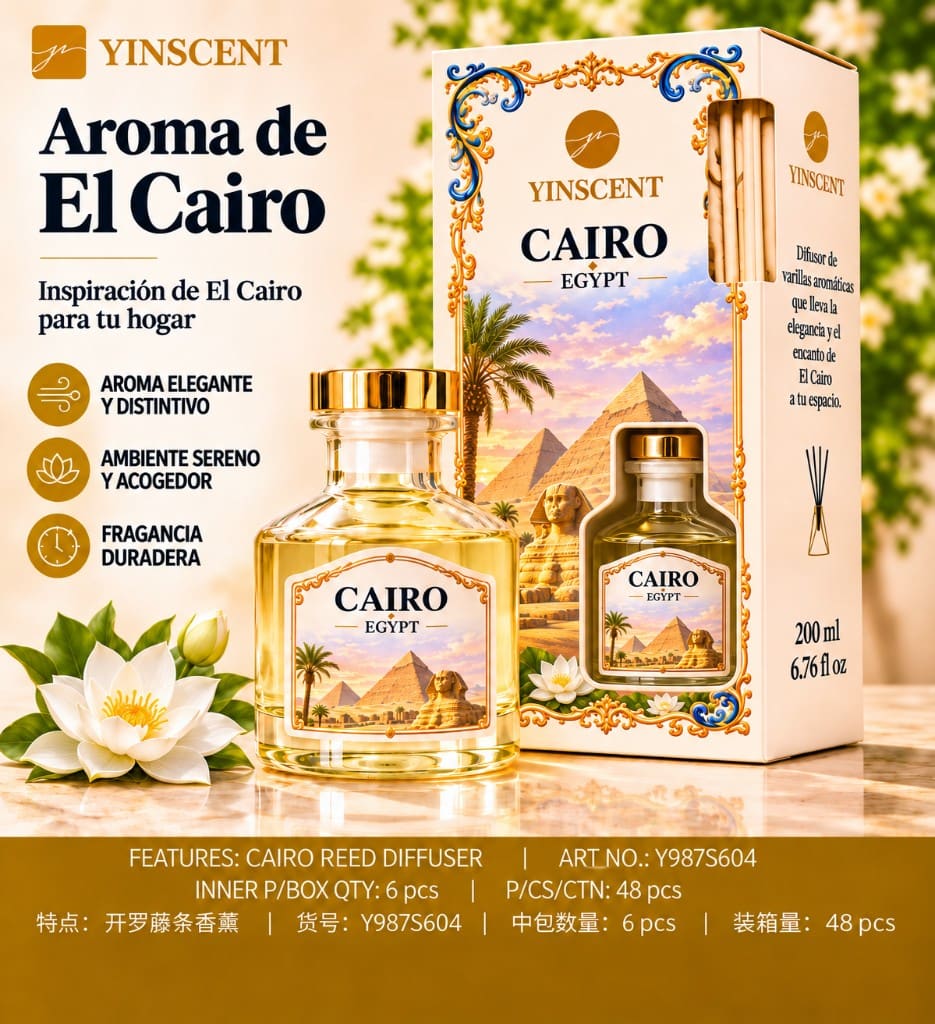 YINSCENT
Aroma de
El Cairo
Inspiración de El Cairo
para tu hogar
AROMA ELEGANTE
Y DISTINTIVO
AMBIENTE SERENO
Y ACOGEDOR
FRAGANCIA
DURADERA
CAIRO
EGYPT
YINSCENT
CAIRO
EGYPT
CAIRO
EGYPT
YINSCENT
Difusor de
varillas aromáticas
que lleva la
elegancia y el
encanto de
El Cairo
a tu espacio.
200 ml
6.76 fl oz
FEATURES: CAIRO REED DIFFUSER | ART NO.: Y987S604
INNER P/BOX QTY: 6 pcs | P/CS/CTN: 48 pcs
特点：开罗藤条香薰 | 货号：Y987S604 | 中包数量：6 pcs | 装箱量：48 pcs